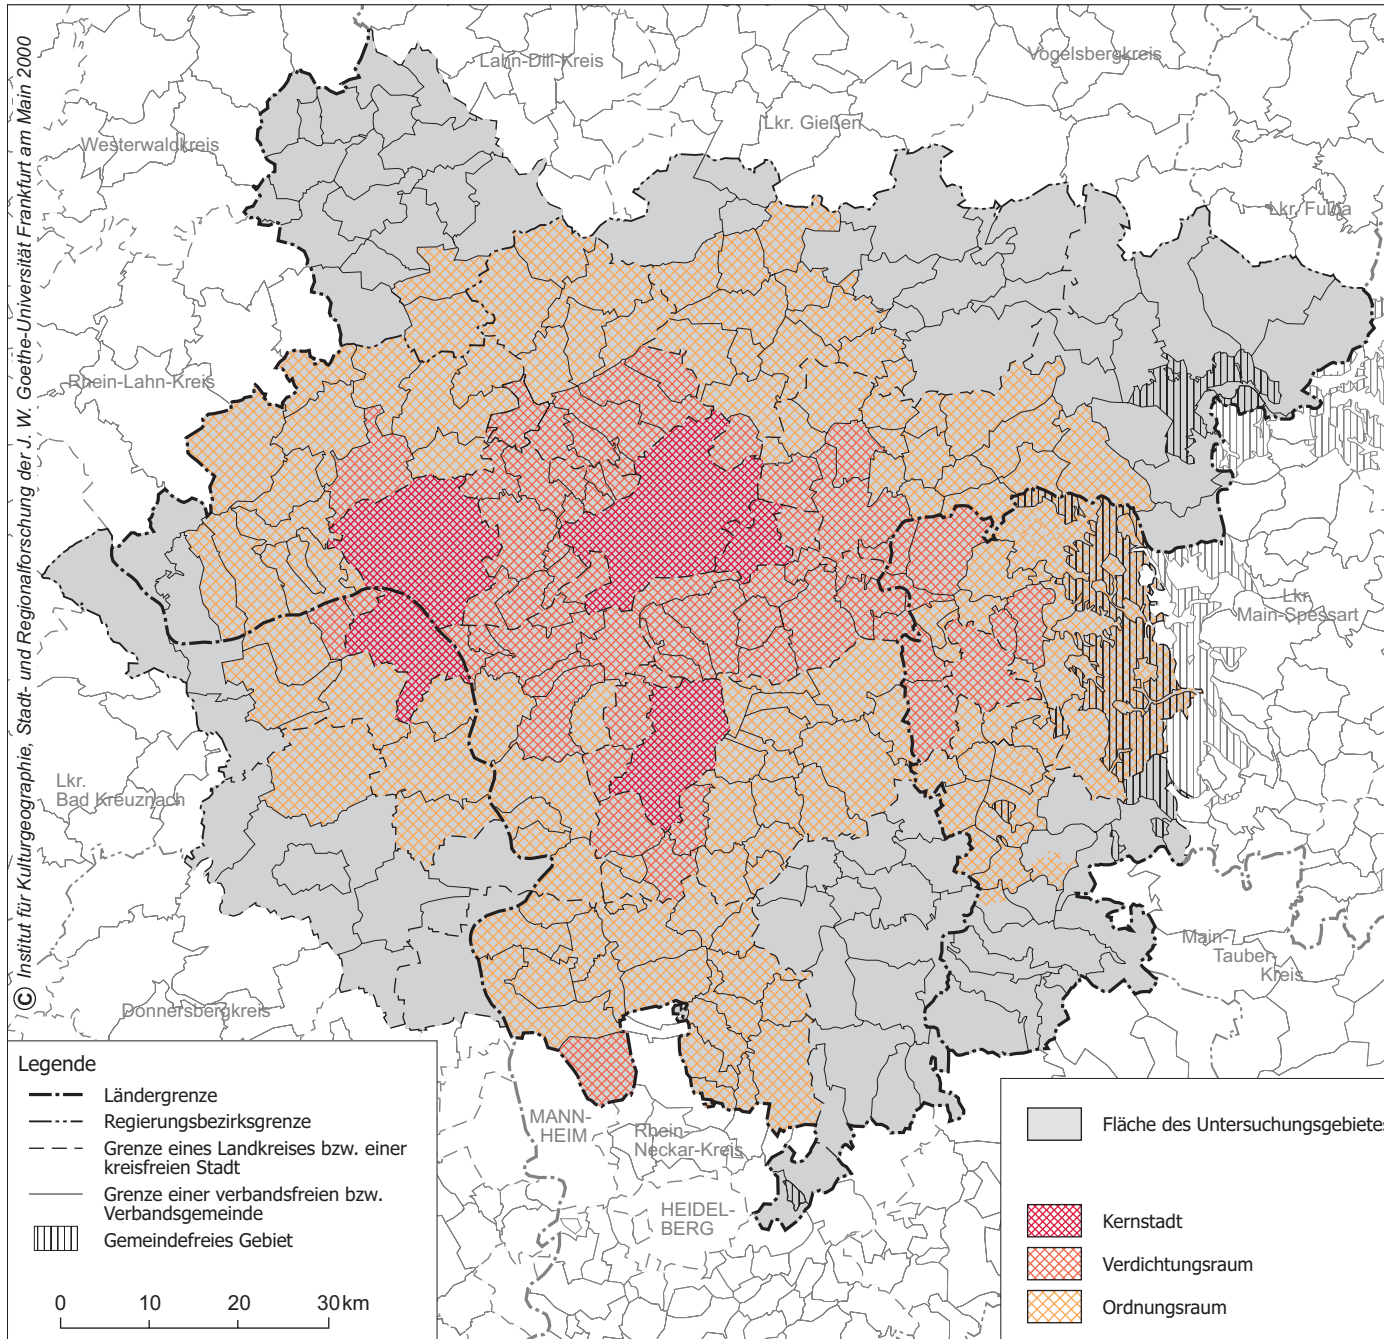 © Institut für Kulturgeographie, Stadt- und Regionalforschung der J. W. Goethe-Universität Frankfurt am Main 2000
Lahn-Dill-Kreis
Vogelsbergkreis
Westerwaldkreis
Lkr. Gießen
Lkr. Fulda
Rhein-Lahn-Kreis
Lkr.
Main-Spessart
Lkr.
Bad Kreuznach
Main-
Tauber-
Kreis
Donnersbergkreis
MANN-
HEIM
Rhein-
Neckar-Kreis
HEIDEL-
BERG
Legende
Ländergrenze
Regierungsbezirksgrenze
Grenze eines Landkreises bzw. einer
kreisfreien Stadt
Grenze einer verbandsfreien bzw.
Verbandsgemeinde
Gemeindefreies Gebiet
0 10 20 30 km
Fläche des Untersuchungsgebietes
Kernstadt
Verdichtungsraum
Ordnungsraum